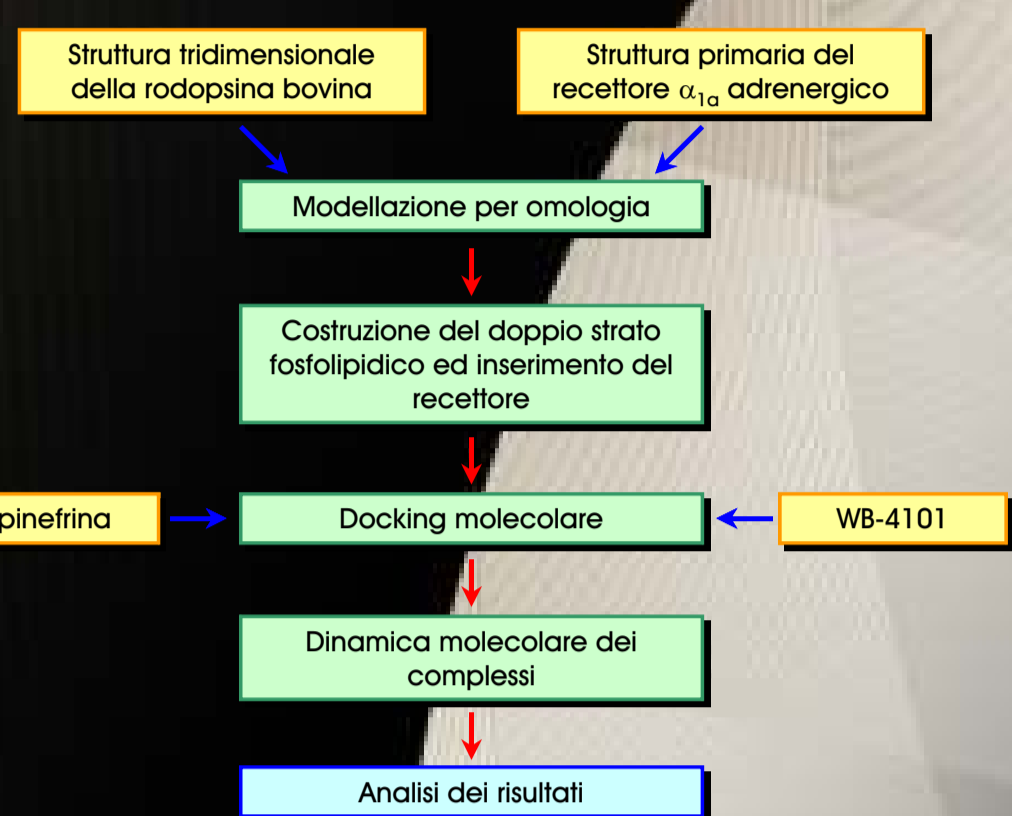 Struttura tridimensionale
della rodopsina bovina
Struttura primaria del
recettore α1a adrenergico
Modellazione per omologia
Costruzione del doppio strato
fosfolipidico ed inserimento del
recettore
pinefrina
Docking molecolare
WB-4101
Dinamica molecolare dei
complessi
Analisi dei risultati